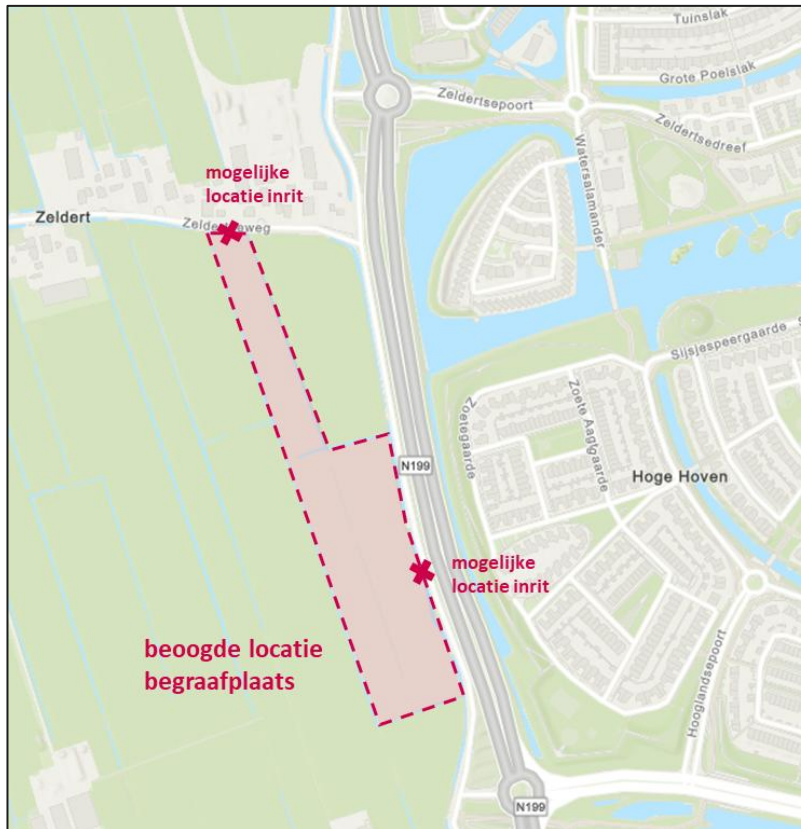 Tuinslak
Grote Poelslak
Zeldertsepoort
Zeldertsedreef
Watersalamander
mogelijke
locatie inrit
Zeldert
Sijsjespeergaarde
Zoetegaarde
Zoete Aagtgaarde
N199
Hoge Hoven
mogelijke
locatie inrit
beoogde locatie
begraafplaats
Hooglandsepoort
N199